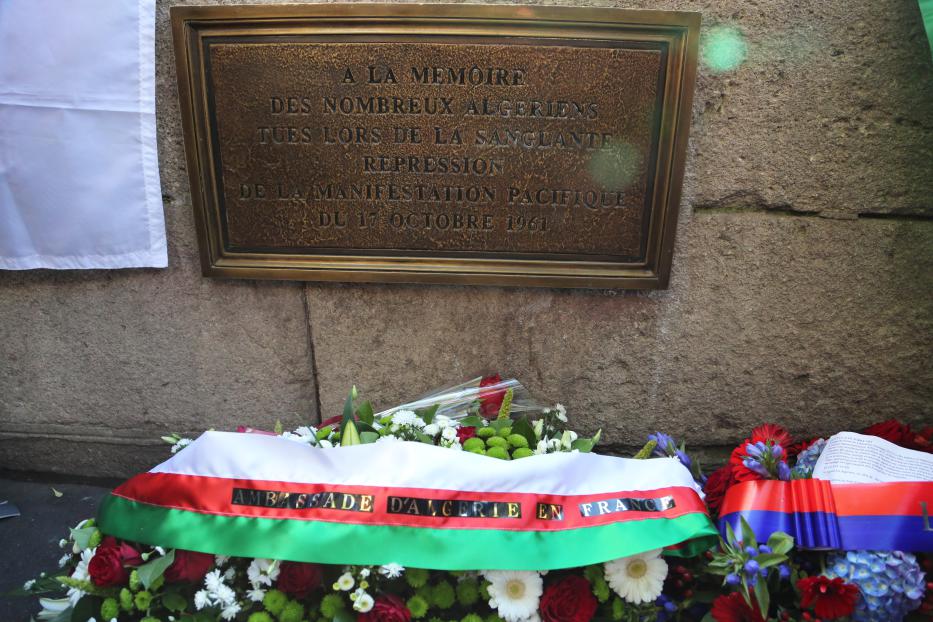 A LA MEMOIRE
DES NOMBREUX ALGERIENS
TUES LORS DE LA SANGLANTE
REPRESSION
DE LA MANIFESTATION PACIFIQUE
DU 17 OCTOBRE 1961
AMBASSADE D'ALGERIE EN FRANCE